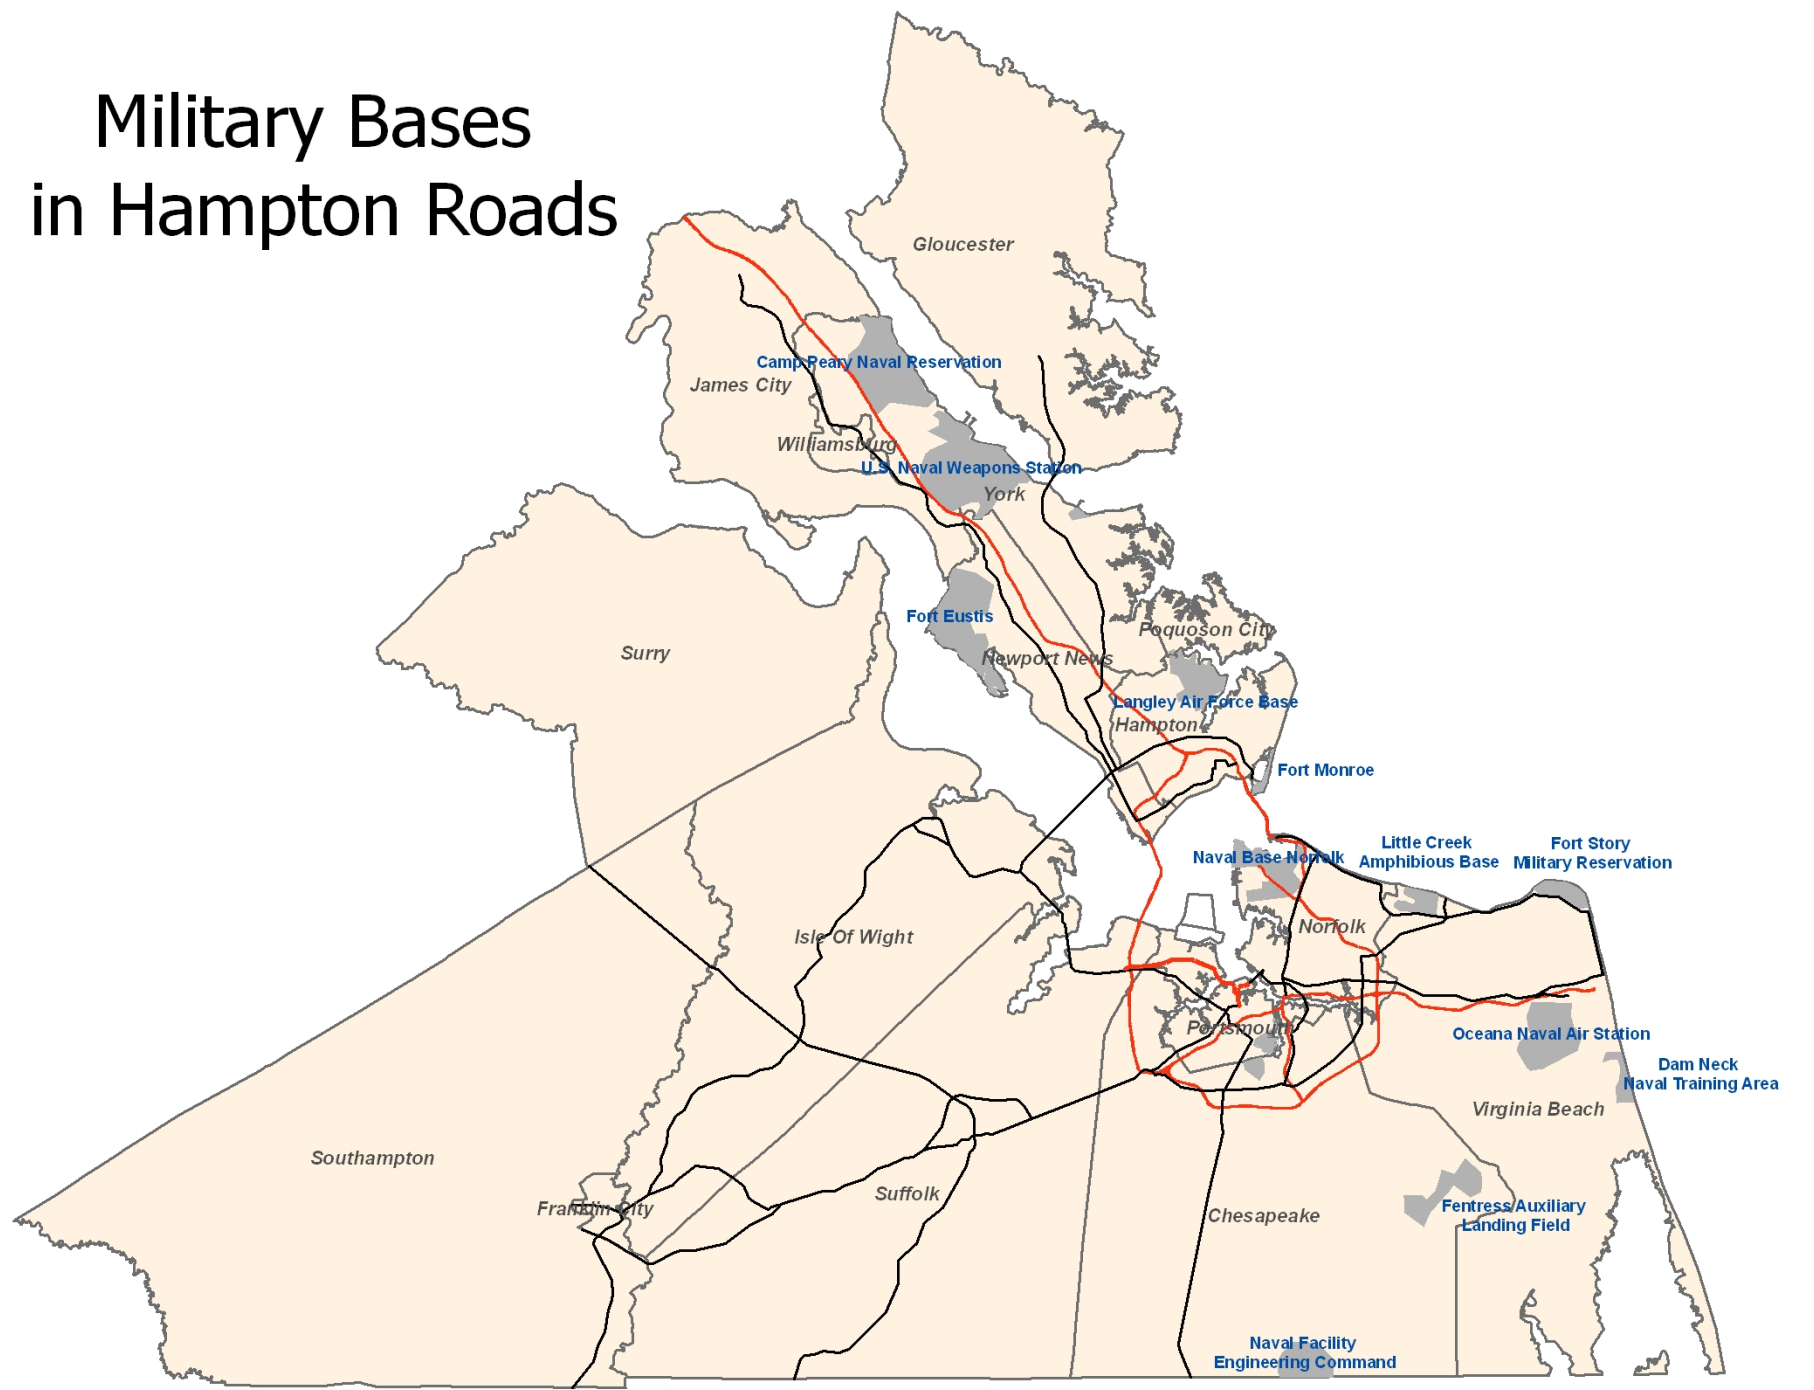 Military Bases
in Hampton Roads
Gloucester
Camp Peary Naval Reservation
James City
Williamsburg
U.S. Naval Weapons Station
York
Fort Eustis
Poquoson City
Surry
Newport News
Langley Air Force Base
Hampton
Fort Monroe
Little Creek
Amphibious Base
Fort Story
Military Reservation
Naval Base Norfolk
Norfolk
Isle Of Wight
Portsmouth
Oceana Naval Air Station
Dam Neck
Naval Training Area
Virginia Beach
Southampton
Suffolk
Franklin City
Chesapeake
Fentress Auxiliary
Landing Field
Naval Facility
Engineering Command